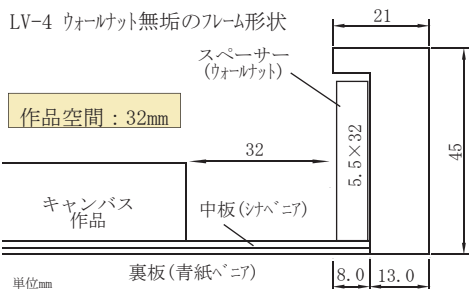 LV-4 ウォールナット無垢のフレーム形状
21
スペーサー
(ウォールナット)
作品空間：32mm
32
5.5×32
45
キャンバス
作品
中板(シナベニア)
裏板(青紙ベニア)
8.0
13.0
単位mm